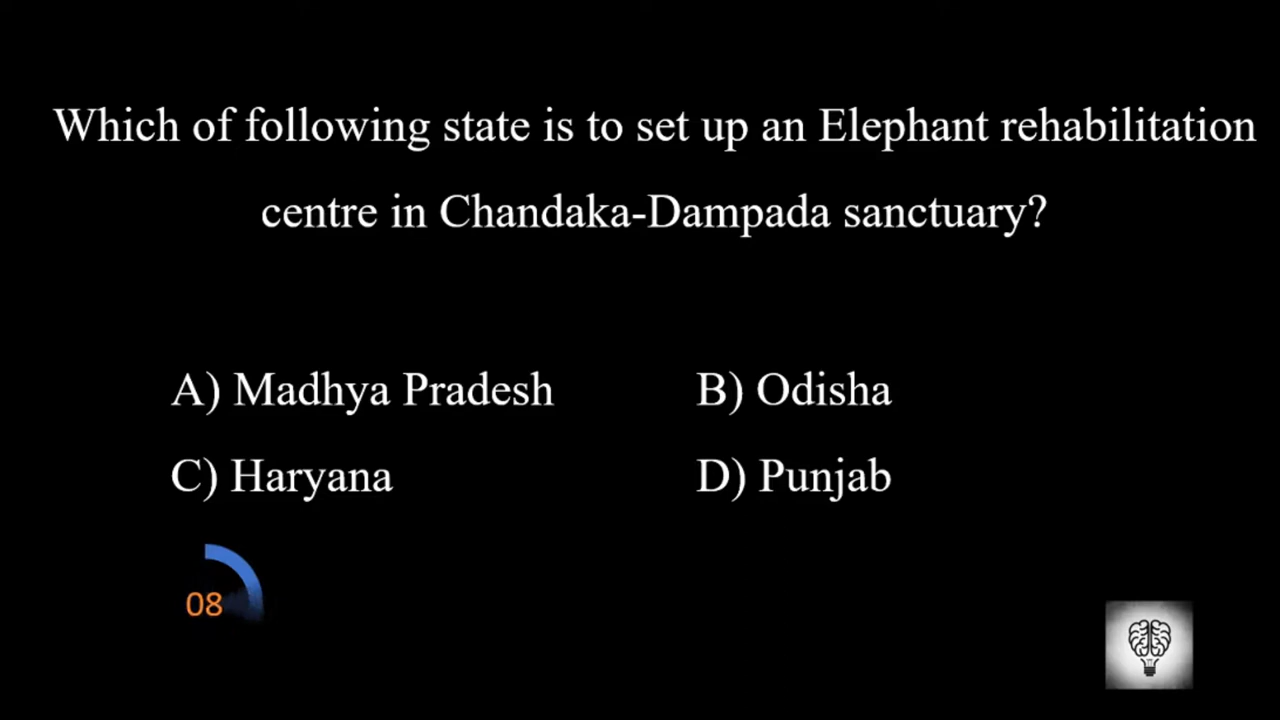 Which of following state is to set up an Elephant rehabilitation
centre in Chandaka-Dampada sanctuary?
A) Madhya Pradesh B) Odisha
C) Haryana D) Punjab
08